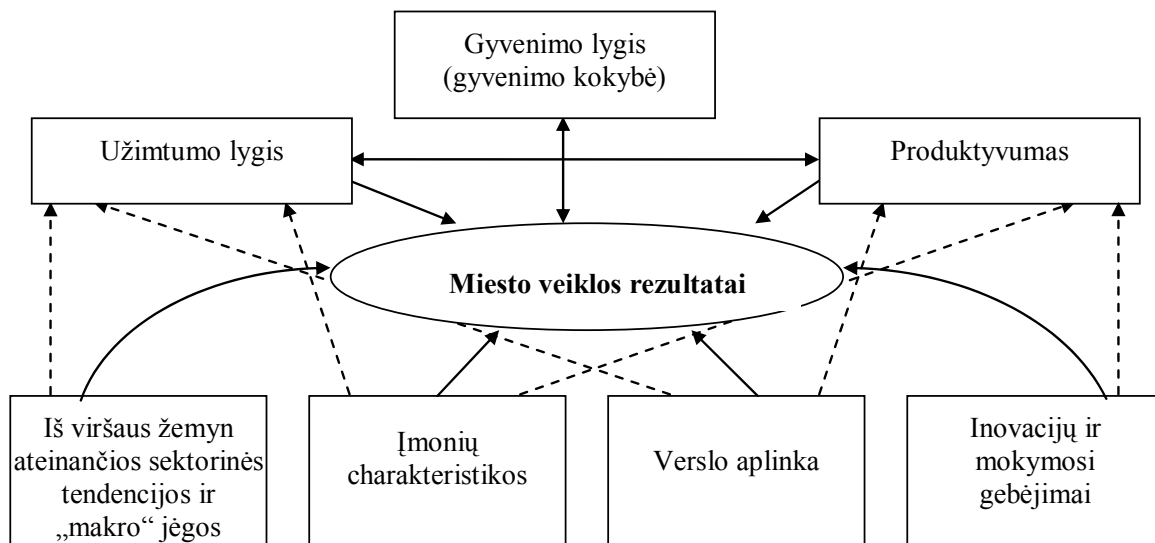 Gyvenimo lygis
(gyvenimo kokybė)
Užimtumo lygis
Produktyvumas
Miesto veiklos rezultatai
Iš viršaus žemyn
ateinančios sektorinės
tendencijos ir
„makro“ jėgos
Įmonių
charakteristikos
Verslo aplinka
Inovacijų ir
mokymosi
gebėjimai